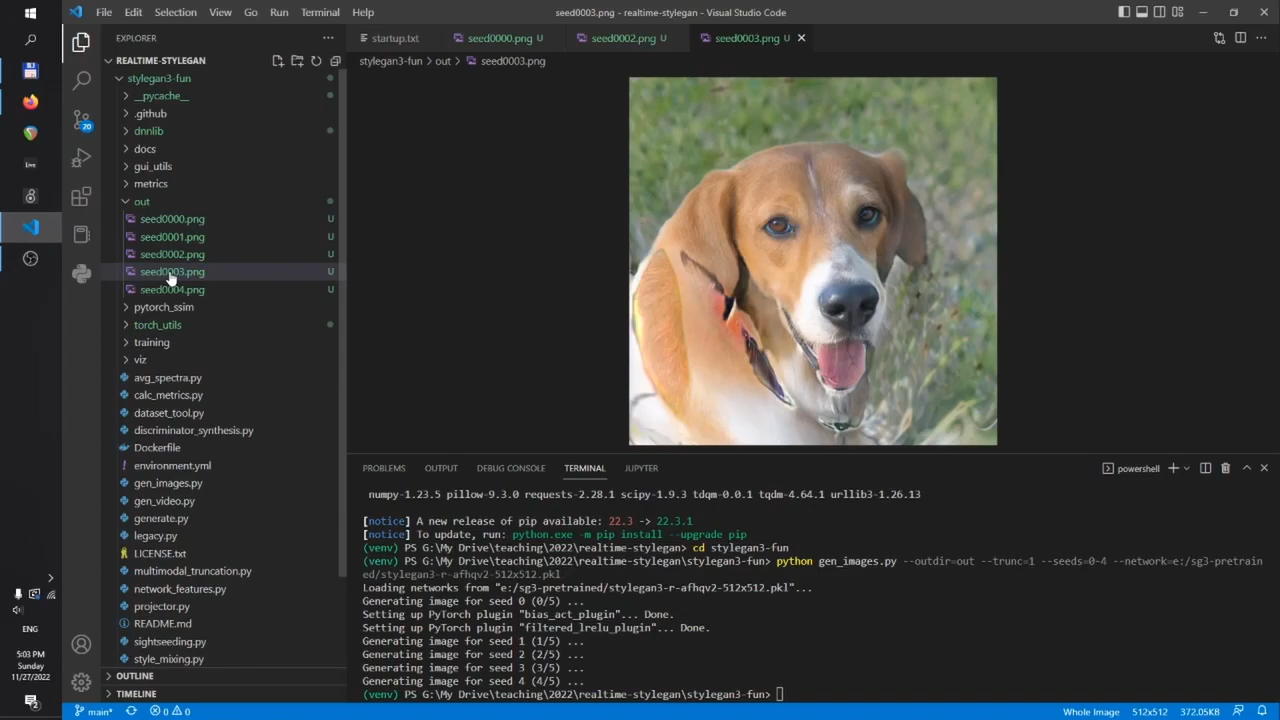 File Edit Selection View Go Run Terminal Help
seed0003.png - realtime-stylegan - Visual Studio Code
EXPLORER
startup.txt
seed0000.png U
seed0002.png U
seed0003.png U
REALTIME-STYLEGAN
stylegan3-fun > out > seed0003.png
stylegan3-fun
__pycache__
.github
dnnlib
docs
gui_utils
metrics
out
seed0000.png U
seed0001.png U
seed0002.png U
seed0003.png U
seed0004.png U
pytorch_ssim
torch_utils
training
viz
avg_spectra.py
calc_metrics.py
dataset_tool.py
discriminator_synthesis.py
Dockerfile
environment.yml
gen_images.py
gen_video.py
generate.py
legacy.py
LICENSE.txt
multimodal_truncation.py
network_features.py
projector.py
README.md
sightseeding.py
style_mixing.py
OUTLINE
TIMELINE
PROBLEMS OUTPUT DEBUG CONSOLE TERMINAL JUPYTER
powershell
numpy-1.23.5 pillow-9.3.0 requests-2.28.1 scipy-1.9.3 tdqm-0.0.1 tqdm-4.64.1 urllib3-1.26.13
[notice] A new release of pip available: 22.3 -> 22.3.1
[notice] To update, run: python.exe -m pip install --upgrade pip
(venv) PS G:\My Drive\teaching\2022\realtime-stylegan> cd stylegan3-fun
(venv) PS G:\My Drive\teaching\2022\realtime-stylegan\stylegan3-fun> python gen_images.py --outdir=out --trunc=1 --seeds=0-4 --network=e:/sg3-pretrain
ed/stylegan3-r-afhqv2-512x512.pkl
Loading networks from "e:/sg3-pretrained/stylegan3-r-afhqv2-512x512.pkl"...
Generating image for seed 0 (0/5) ...
Setting up PyTorch plugin "bias_act_plugin"... Done.
Setting up PyTorch plugin "filtered_lrelu_plugin"... Done.
Generating image for seed 1 (1/5) ...
Generating image for seed 2 (2/5) ...
Generating image for seed 3 (3/5) ...
Generating image for seed 4 (4/5) ...
(venv) PS G:\My Drive\teaching\2022\realtime-stylegan\stylegan3-fun>
Live
20
ENG
5:03 PM
Sunday
11/27/2022
2
main* 0 0
Whole Image 512x512 372.05KB